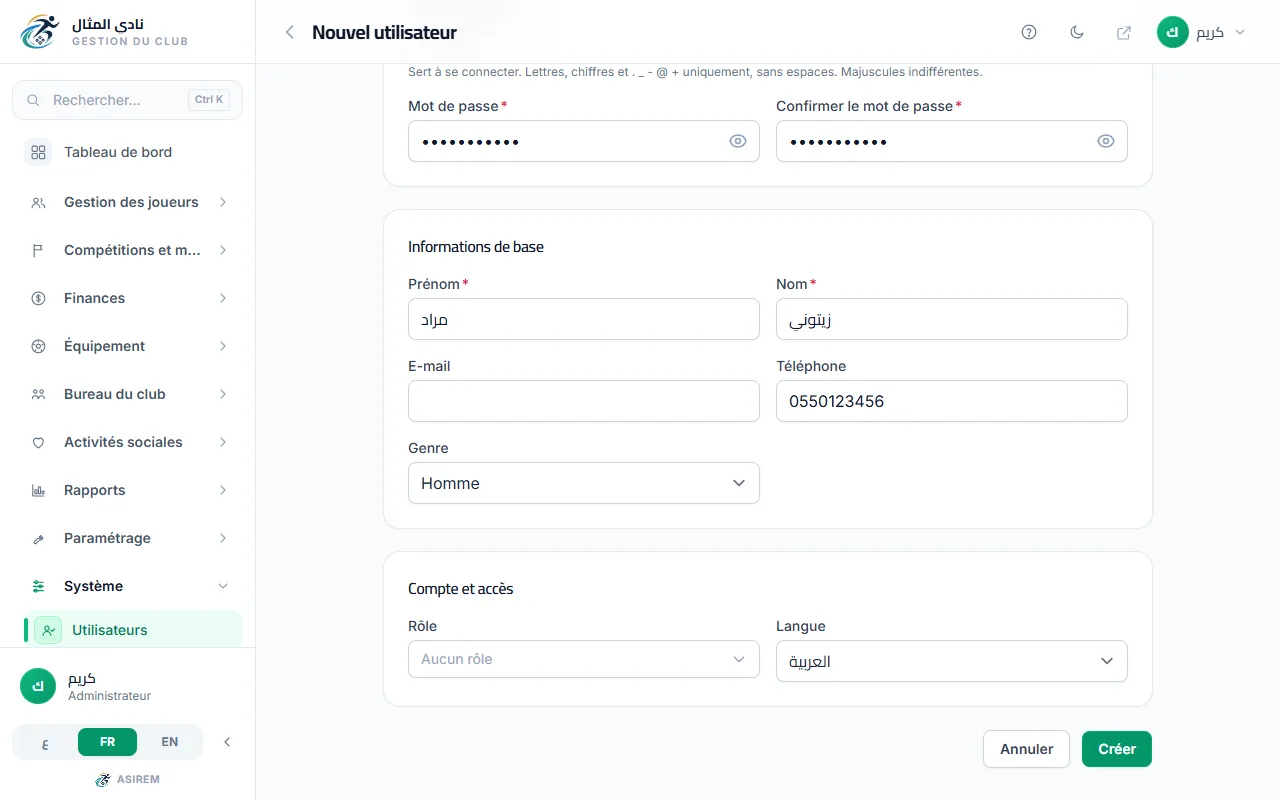 نادي المثال
GESTION DU CLUB
Nouvel utilisateur
كريم
Rechercher...
Ctrl K
Tableau de bord
Gestion des joueurs
Compétitions et m...
Finances
Équipement
Bureau du club
Activités sociales
Rapports
Paramétrage
Système
Utilisateurs
ك
كريم
Administrateur
ع
FR
EN
ASIREM
ك
Sert à se connecter. Lettres, chiffres et . _ - @ + uniquement, sans espaces. Majuscules indifférentes.
Mot de passe*
Confirmer le mot de passe*
•••••••••••
•••••••••••
Informations de base
Prénom*
Nom*
مراد
زيتوني
E-mail
Téléphone
0550123456
Genre
Homme
Compte et accès
Rôle
Langue
Aucun rôle
العربية
Annuler
Créer